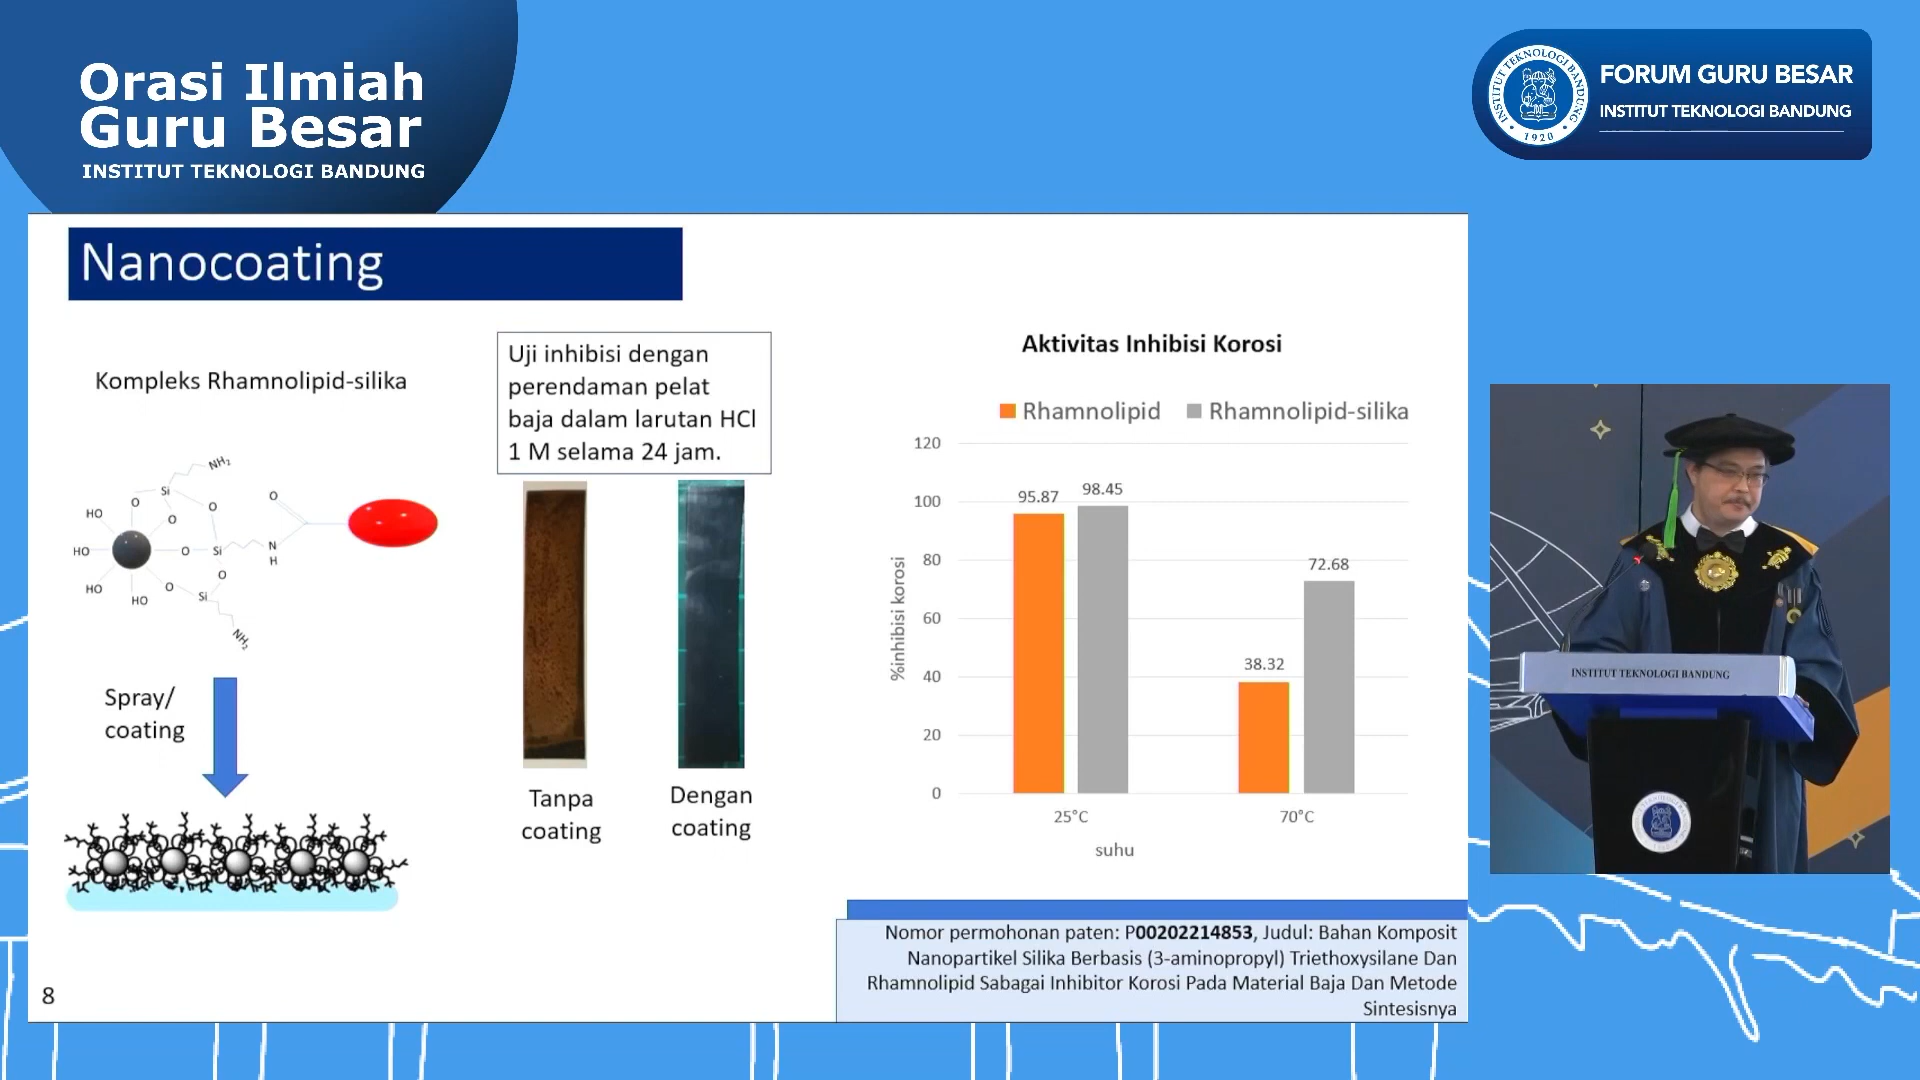 Orasi Ilmiah
Guru Besar
INSTITUT TEKNOLOGI BANDUNG
INSTITUT TEKNOLOGI BANDUNG
1920
FORUM GURU BESAR
INSTITUT TEKNOLOGI BANDUNG
Nanocoating
Kompleks Rhamnolipid-silika
NH₂
Si
O
O
O
O
HO
HO
HO
HO
O
Si
N
H
O
O
Si
NH₂
Spray/
coating
Uji inhibisi dengan
perendaman pelat
baja dalam larutan HCl
1 M selama 24 jam.
Tanpa
coating
Dengan
coating
Aktivitas Inhibisi Korosi
Rhamnolipid
Rhamnolipid-silika
%inhibisi korosi
120
100
80
60
40
20
0
95.87
98.45
38.32
72.68
25°C
70°C
suhu
Nomor permohonan paten: P00202214853, Judul: Bahan Komposit
Nanopartikel Silika Berbasis (3-aminopropyl) Triethoxysilane Dan
Rhamnolipid Sabagai Inhibitor Korosi Pada Material Baja Dan Metode
Sintesisnya
8
INSTITUT TEKNOLOGI BANDUNG